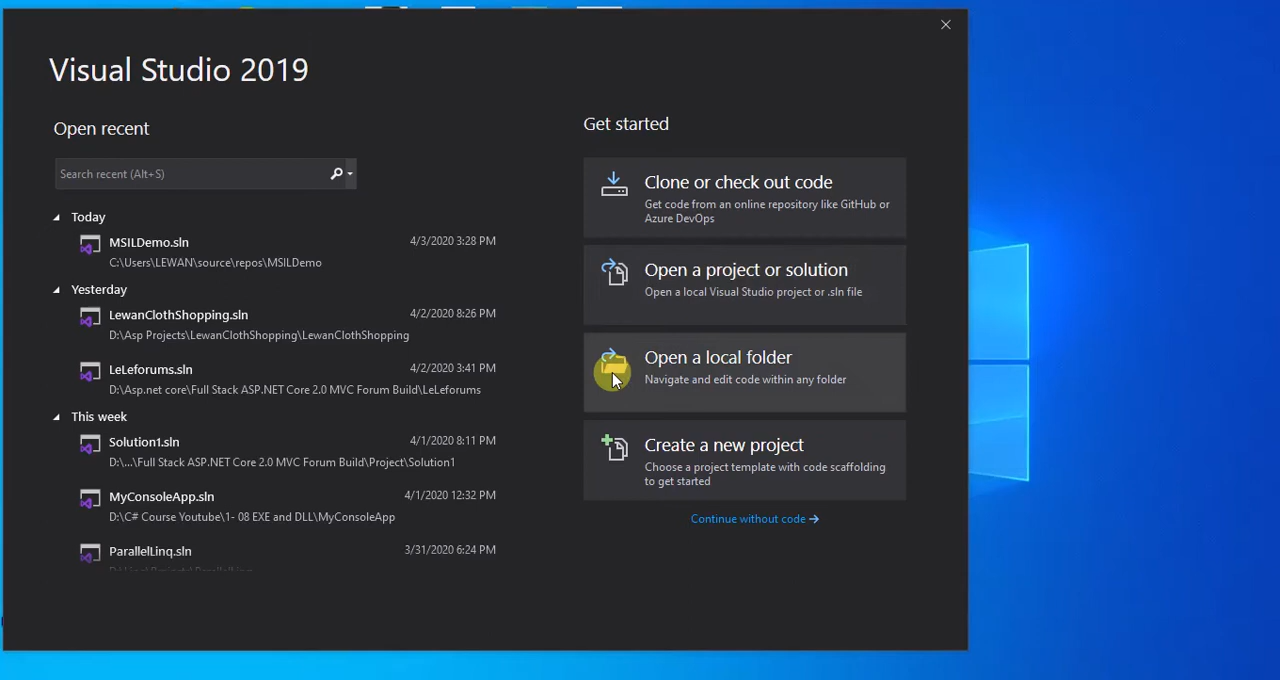 Visual Studio 2019
Open recent
Search recent (Alt+S)
Today
MSILDemo.sln 4/3/2020 3:28 PM
C:\Users\LEWAN\source\repos\MSILDemo
Yesterday
LewanClothShopping.sln 4/2/2020 8:26 PM
D:\Asp Projects\LewanClothShopping\LewanClothShopping
LeLeforums.sln 4/2/2020 3:41 PM
D:\Asp.net core\Full Stack ASP.NET Core 2.0 MVC Forum Build\LeLeforums
This week
Solution1.sln 4/1/2020 8:11 PM
D:\...\Full Stack ASP.NET Core 2.0 MVC Forum Build\Project\Solution1
MyConsoleApp.sln 4/1/2020 12:32 PM
D:\C# Course Youtube\1- 08 EXE and DLL\MyConsoleApp
ParallelLinq.sln 3/31/2020 6:24 PM
Get started
Clone or check out code
Get code from an online repository like GitHub or
Azure DevOps
Open a project or solution
Open a local Visual Studio project or .sln file
Open a local folder
Navigate and edit code within any folder
Create a new project
Choose a project template with code scaffolding
to get started
Continue without code →